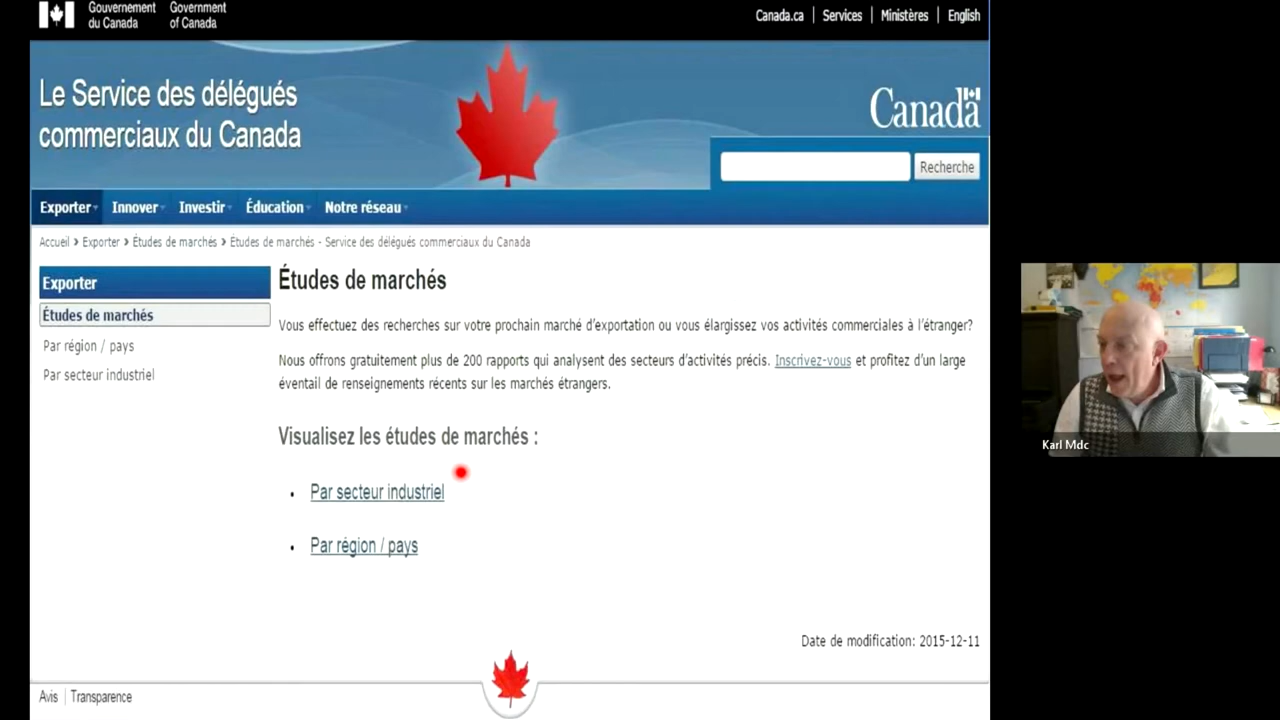 Gouvernement du Canada
Government of Canada
Canada.ca | Services | Ministères | English
Le Service des délégués
commerciaux du Canada
Canada
Recherche
Exporter Innover Investir Éducation Notre réseau
Accueil › Exporter › Études de marchés › Études de marchés - Service des délégués commerciaux du Canada
Exporter
Études de marchés
Par région / pays
Par secteur industriel
Études de marchés
Vous effectuez des recherches sur votre prochain marché d'exportation ou vous élargissez vos activités commerciales à l'étranger?
Nous offrons gratuitement plus de 200 rapports qui analysent des secteurs d'activités précis. Inscrivez-vous et profitez d'un large
éventail de renseignements récents sur les marchés étrangers.
Visualisez les études de marchés :
• Par secteur industriel
• Par région / pays
Karl Mdc
Date de modification: 2015-12-11
Avis | Transparence